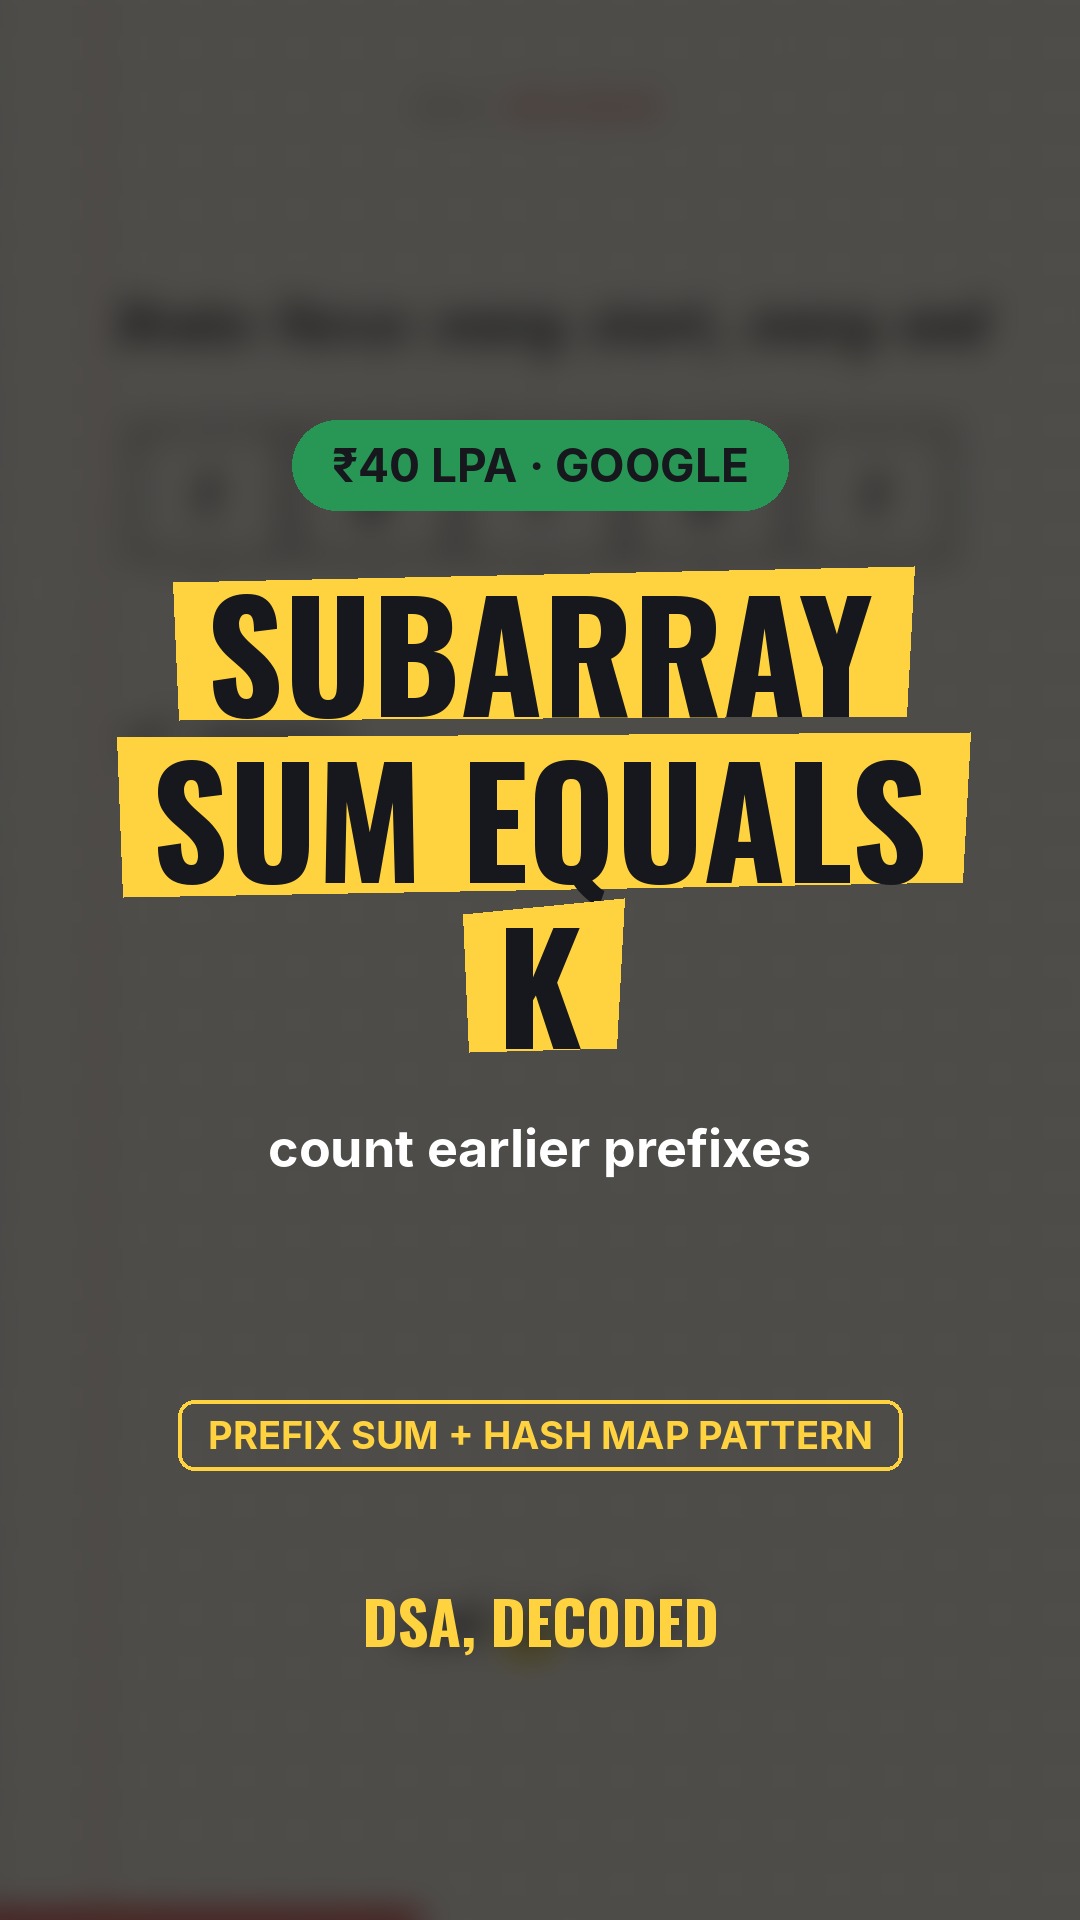 ₹40 LPA · GOOGLE
SUBARRAY
SUM EQUALS
K
count earlier prefixes
PREFIX SUM + HASH MAP PATTERN
DSA, DECODED